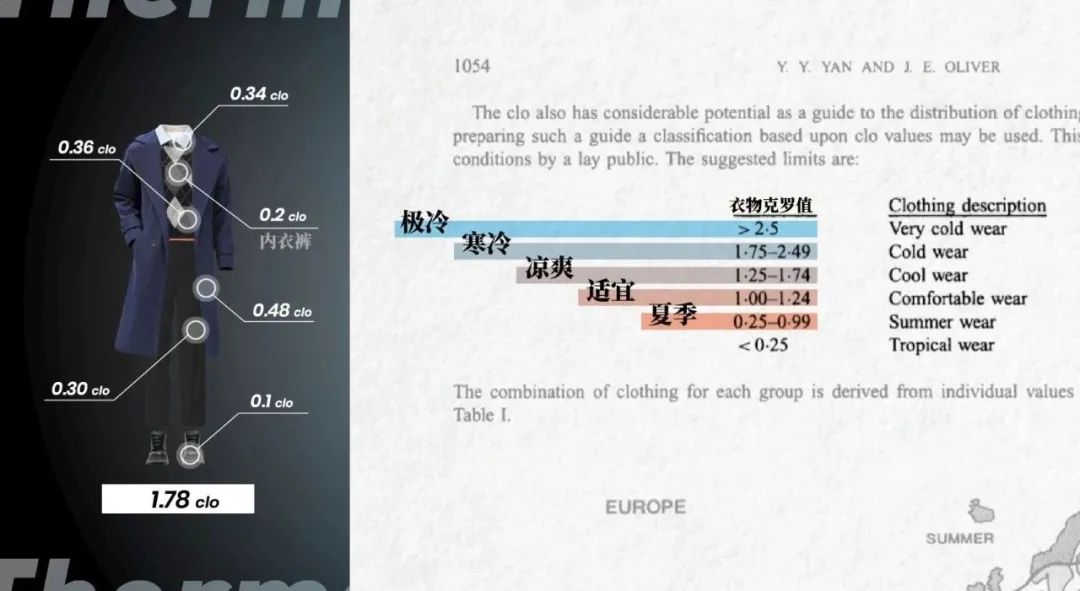 Therm
0.34 clo
0.36 clo
0.2 clo
内衣裤
0.48 clo
0.30 clo
0.1 clo
1.78 clo
Therm
1054 Y. Y. YAN AND J. E. OLIVER
The clo also has considerable potential as a guide to the distribution of clothing
preparing such a guide a classification based upon clo values may be used. This
conditions by a lay public. The suggested limits are:
衣物克罗值 Clothing description
极冷 > 2·5 Very cold wear
寒冷 1·75–2·49 Cold wear
凉爽 1·25–1·74 Cool wear
适宜 1·00–1·24 Comfortable wear
夏季 0·25–0·99 Summer wear
< 0·25 Tropical wear
The combination of clothing for each group is derived from individual values
Table I.
EUROPE
SUMMER